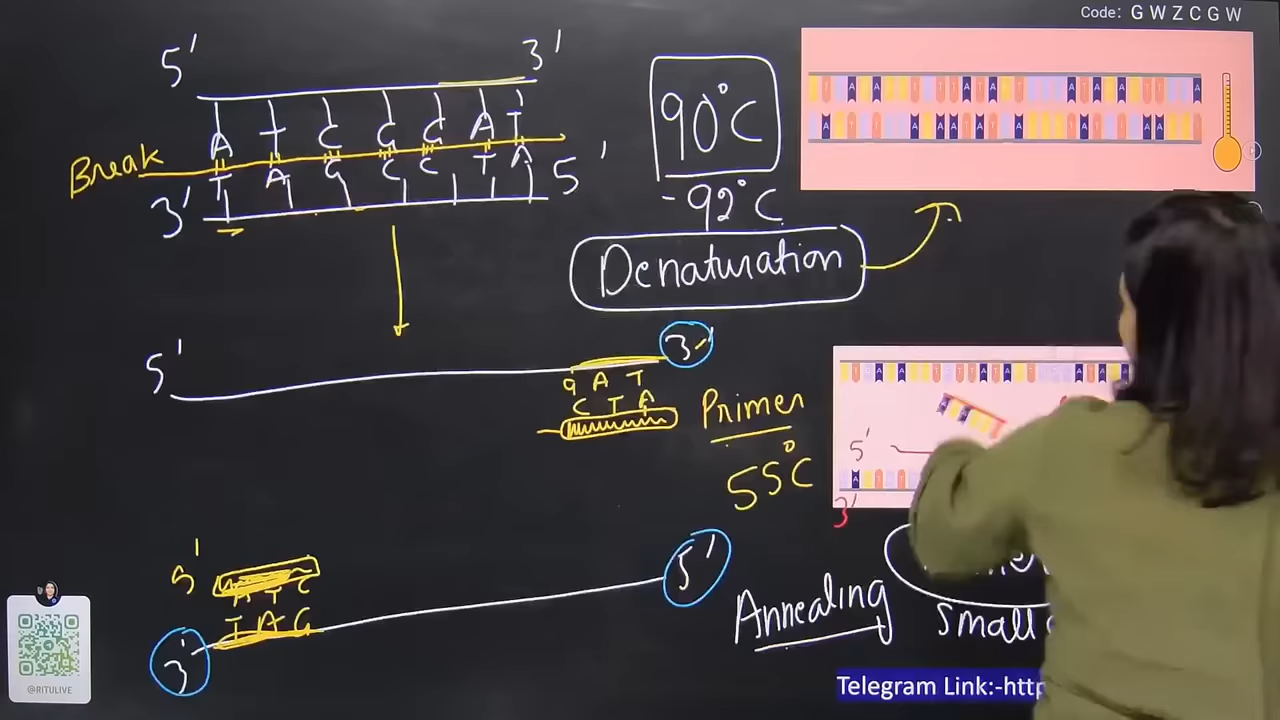 Code: G W Z C G W
5' 3'
A T C C C A T
Break
T A G C C T A
3' 5'
90°C
-92°C
Denaturation
5' 3'
G A T
C T A
Primer
55°C
5'
3'
5'
A T C
T A G
3' 5'
Annealing
Small
@RITULIVE
Telegram Link:-http